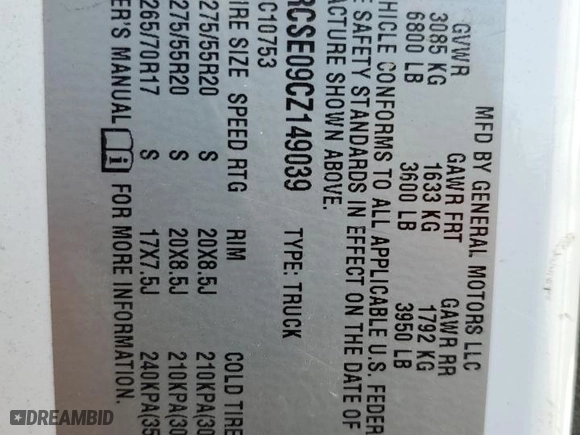 MFD BY GENERAL MOTORS LLC
GVWR GAWR FRT GAWR RR
3085 KG 1633 KG 1792 KG
6800 LB 3600 LB 3950 LB
HICLE CONFORMS TO ALL APPLICABLE U.S. FEDER
E SAFETY STANDARDS IN EFFECT ON THE DATE OF
ACTURE SHOWN ABOVE.
RCSE09CZ149039 TYPE: TRUCK
C10753
IRE SIZE SPEED RTG RIM COLD TIRE
275/55R20 S 20X8.5J 210KPA(30
275/55R20 S 20X8.5J 210KPA(30
265/70R17 S 17X7.5J 240KPA(35
ER'S MANUAL FOR MORE INFORMATION.
DREAMBID